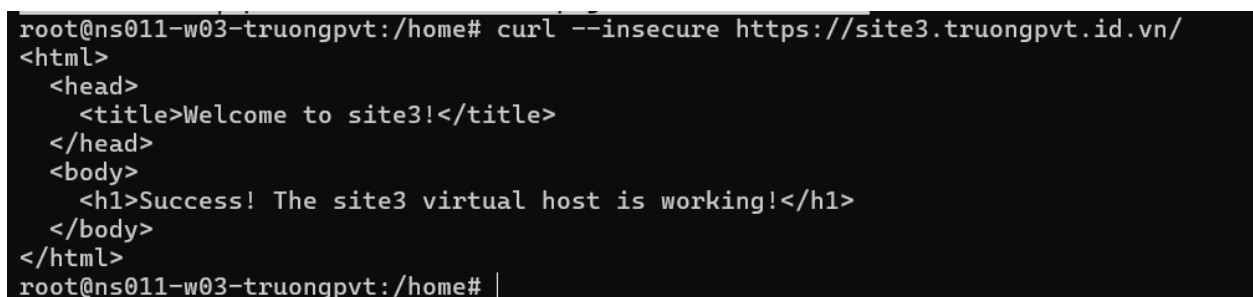 root@ns011-w03-truongpvt:/home# curl --insecure https://site3.truongpvt.id.vn/
<html>
  <head>
    <title>Welcome to site3!</title>
  </head>
  <body>
    <h1>Success! The site3 virtual host is working!</h1>
  </body>
</html>
root@ns011-w03-truongpvt:/home#